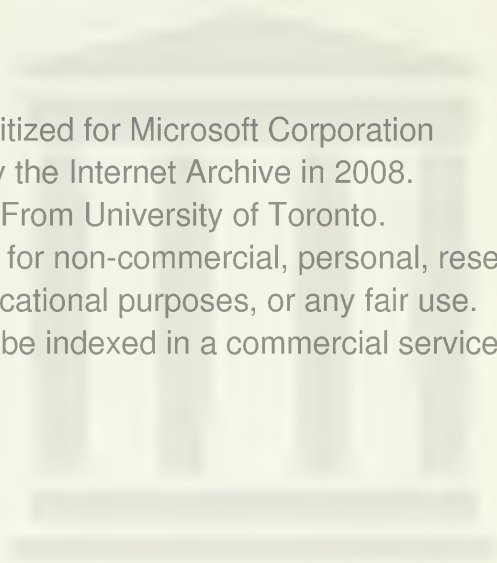 itized for Microsoft Corporation
y the Internet Archive in 2008.
From University of Toronto.
for non-commercial, personal, rese
cational purposes, or any fair use.
be indexed in a commercial service